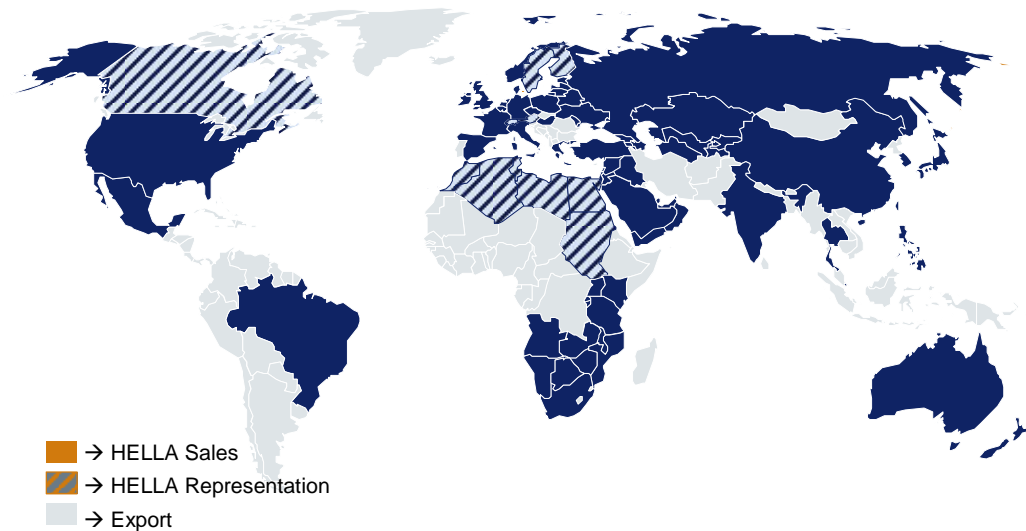 → HELLA Sales
→ HELLA Representation
→ Export